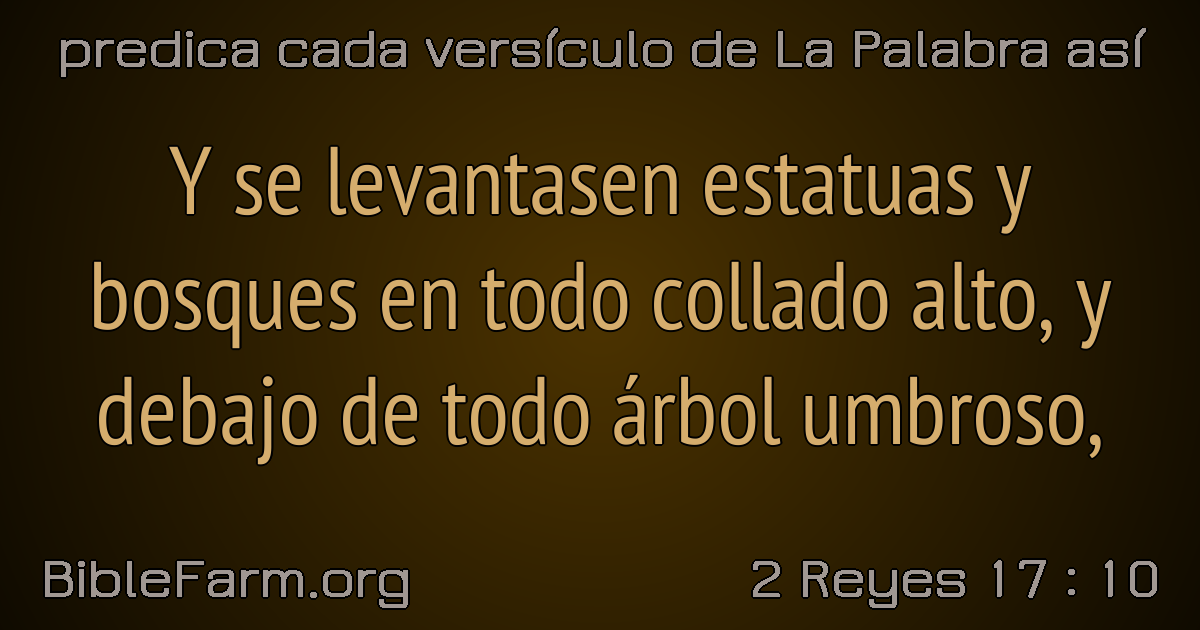 predica cada versículo de La Palabra así
Y se levantasen estatuas y
bosques en todo collado alto, y
debajo de todo árbol umbroso,
BibleFarm.org
2 Reyes 17 : 10